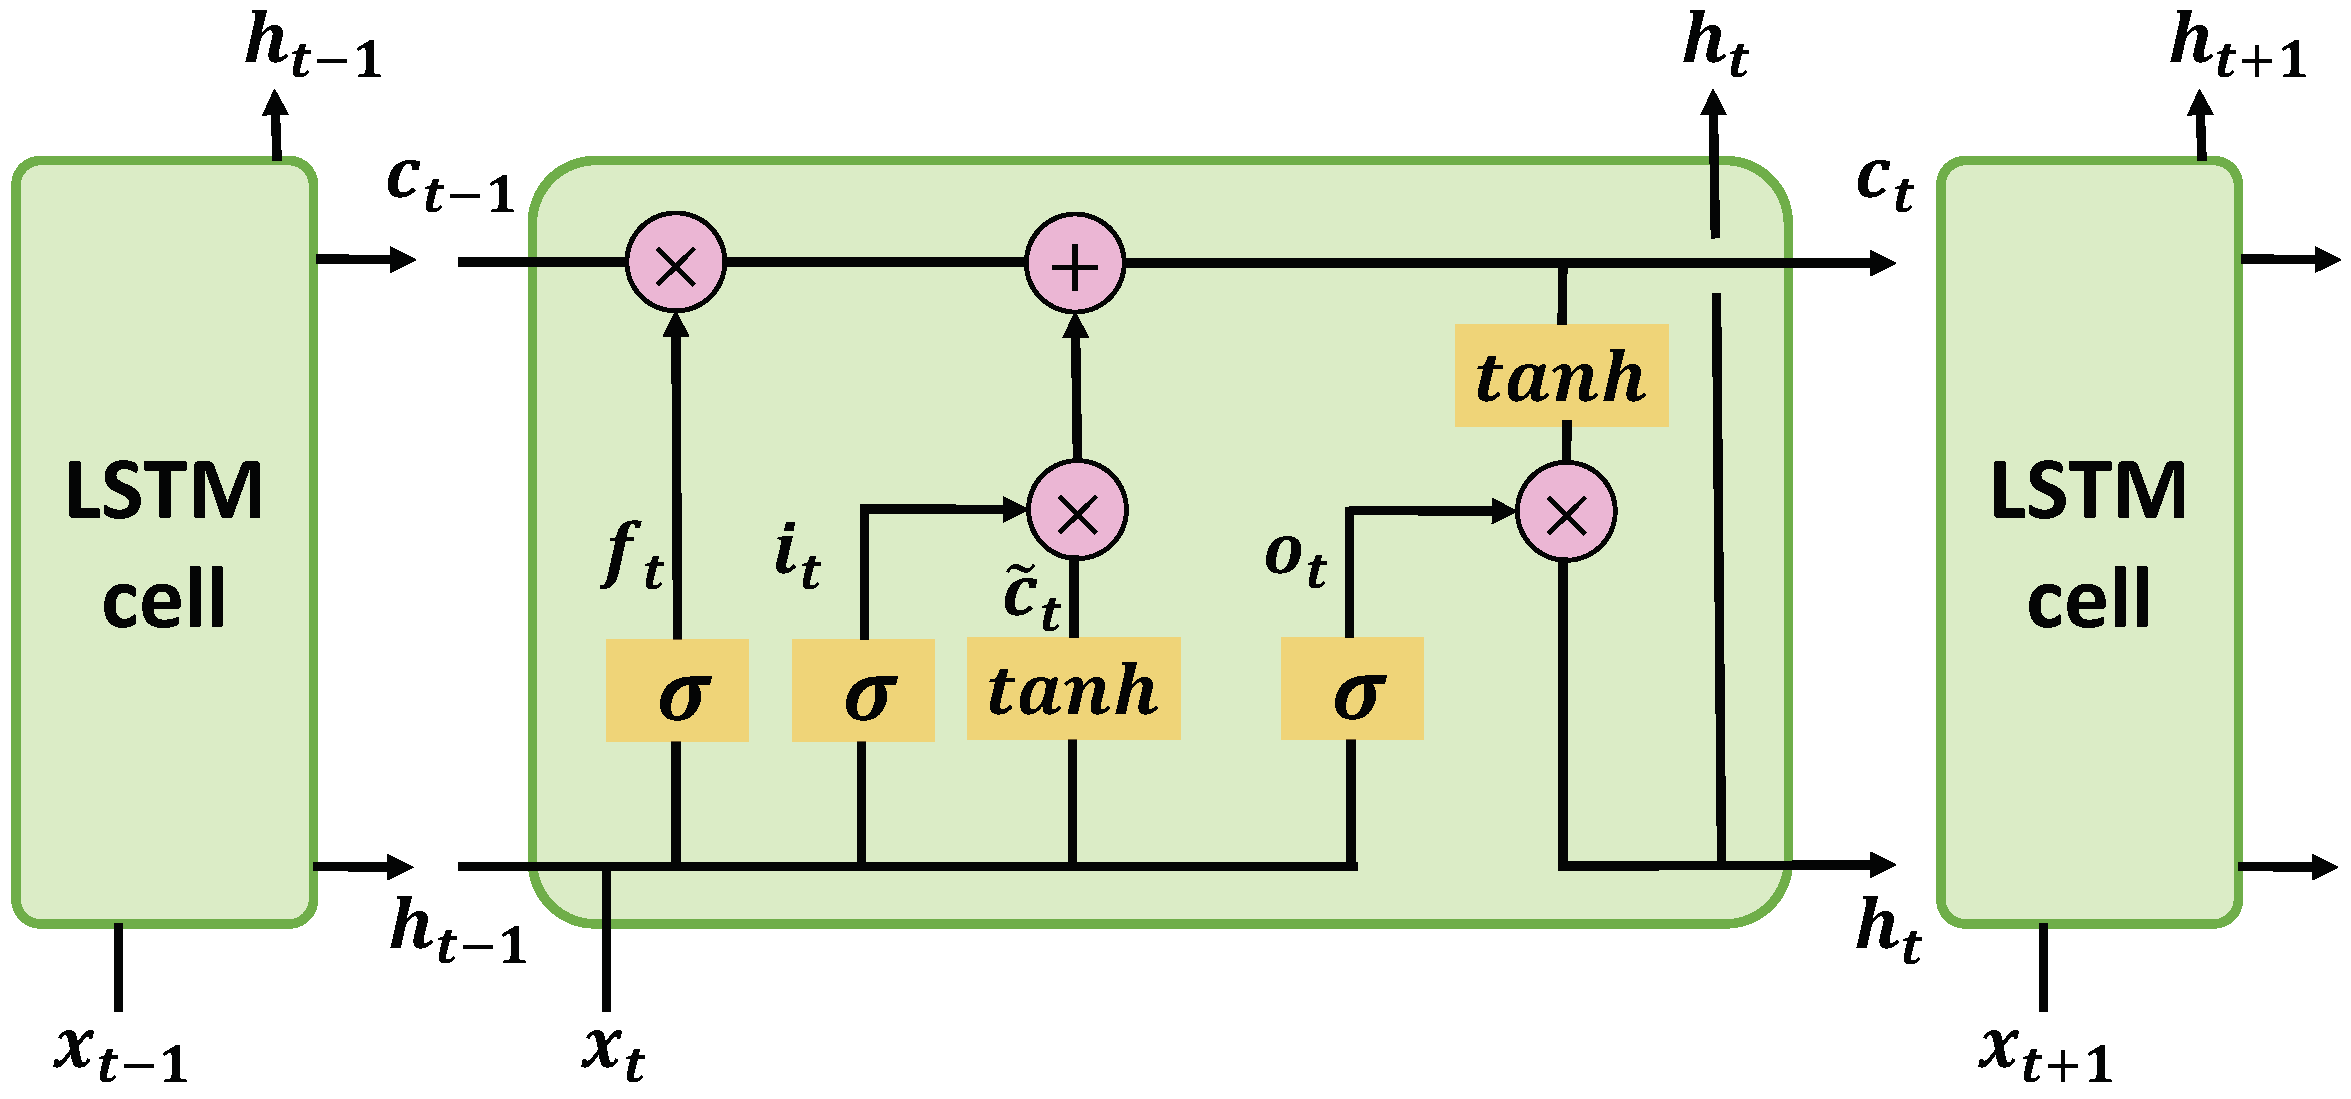 h_{t-1}
h_t
h_{t+1}
c_{t-1}
c_t
×
+
tanh
LSTM
cell
×
×
LSTM
cell
f_t
i_t
c̃_t
o_t
σ
σ
tanh
σ
h_{t-1}
h_t
x_{t-1}
x_t
x_{t+1}